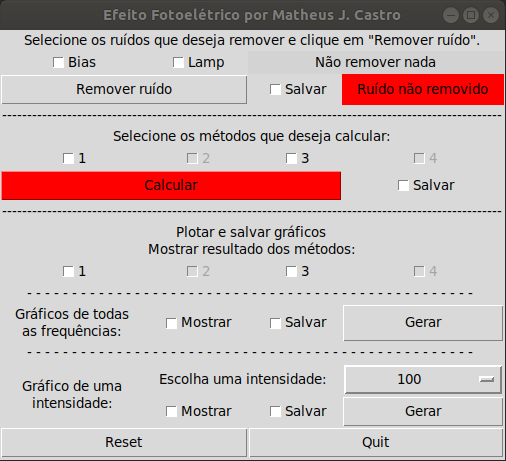 Efeito Fotoelétrico por Matheus J. Castro
Selecione os ruídos que deseja remover e clique em "Remover ruído".
Bias Lamp Não remover nada
Remover ruído Salvar Ruído não removido
Selecione os métodos que deseja calcular:
1 2 3 4
Calcular Salvar
Plotar e salvar gráficos
Mostrar resultado dos métodos:
1 2 3 4
Gráficos de todas
as frequências:
Mostrar Salvar Gerar
Gráfico de uma
intensidade:
Escolha uma intensidade: 100
Mostrar Salvar Gerar
Reset Quit